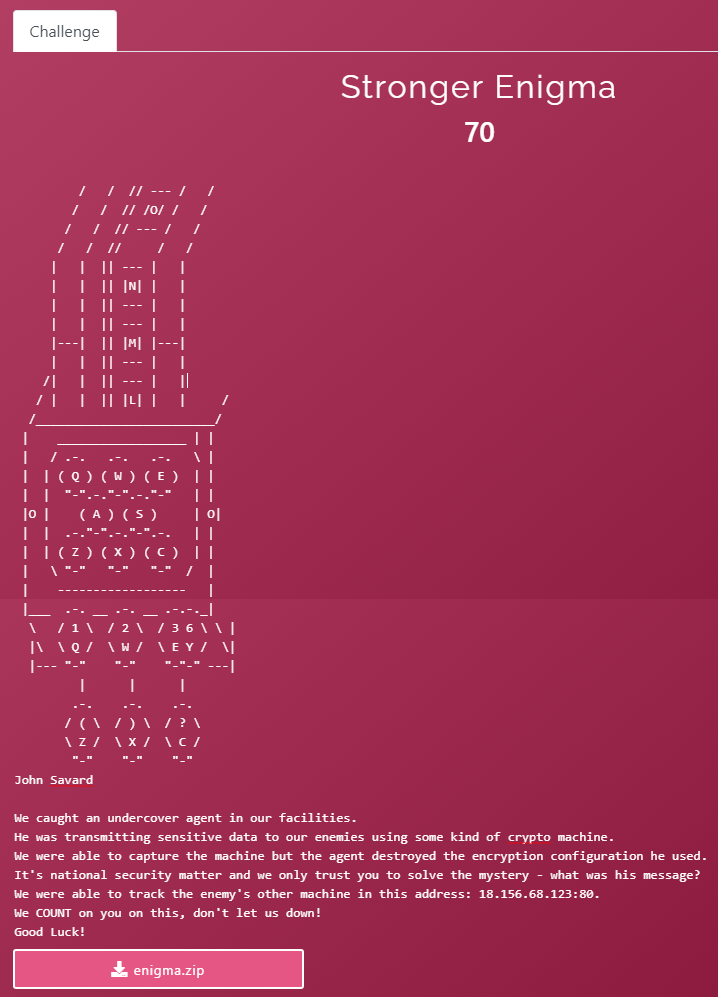 Challenge
Stronger Enigma
70
         /   /  // --- /   /
        /   /  // /O/ /   /
       /   /  // --- /   /
      /   /  //     /   /
     |   |  || --- |   |
     |   |  || |N| |   |
     |   |  || --- |   |
     |   |  || --- |   |
     |---|  || |M| |---|
     |   |  || --- |   |
    /|   |  || --- |   ||
   / |   |  || |L| |   |     /
  /_________________________/
 |    __________________ | |
 |   / .-.   .-.   .-.   \ |
 |  | ( Q ) ( W ) ( E )  | |
 |  |  "-".-."-".-."-"   | |
 |O |    ( A ) ( S )     | O|
 |  |  .-."-".-."-".-.   | |
 |  | ( Z ) ( X ) ( C )  | |
 |   \ "-"   "-"   "-"  /  |
 |    ------------------   |
 |___  .-. __ .-. __ .-.-._|
  \   / 1 \  / 2 \  / 3 6 \ \ |
  |\  \ Q /  \ W /  \ E Y /  \|
  |--- "-"    "-"    "-"-" ---|
         |      |      |
        .-.    .-.    .-.
       / ( \  / ) \  / ? \
       \ Z /  \ X /  \ C /
        "-"    "-"    "-"
John Savard
We caught an undercover agent in our facilities.
He was transmitting sensitive data to our enemies using some kind of crypto machine.
We were able to capture the machine but the agent destroyed the encryption configuration he used.
It's national security matter and we only trust you to solve the mystery - what was his message?
We were able to track the enemy's other machine in this address: 18.156.68.123:80.
We COUNT on you on this, don't let us down!
Good Luck!
enigma.zip